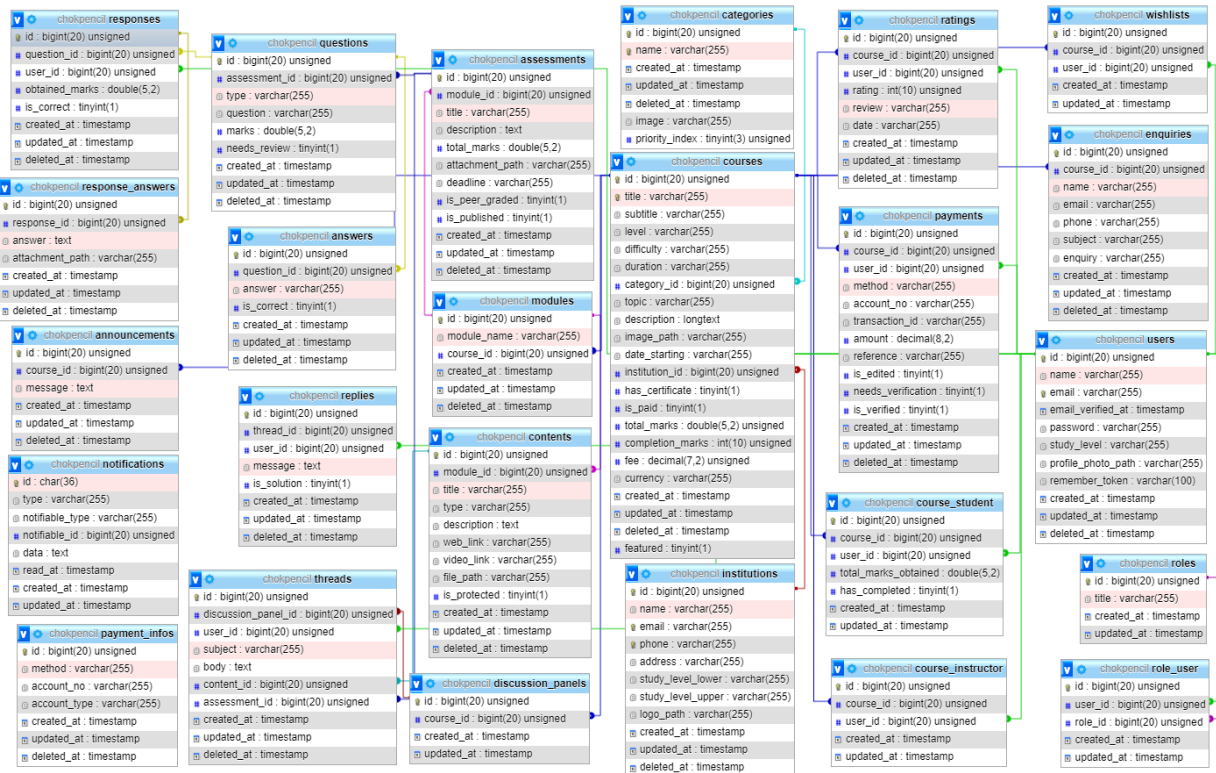 chokpencil responses
id : bigint(20) unsigned
question_id : bigint(20) unsigned
user_id : bigint(20) unsigned
obtained_marks : double(5,2)
is_correct : tinyint(1)
created_at : timestamp
updated_at : timestamp
deleted_at : timestamp
chokpencil response_answers
id : bigint(20) unsigned
response_id : bigint(20) unsigned
answer : text
attachment_path : varchar(255)
created_at : timestamp
updated_at : timestamp
deleted_at : timestamp
chokpencil announcements
id : bigint(20) unsigned
course_id : bigint(20) unsigned
message : text
created_at : timestamp
updated_at : timestamp
deleted_at : timestamp
chokpencil notifications
id : char(36)
type : varchar(255)
notifiable_type : varchar(255)
notifiable_id : bigint(20) unsigned
data : text
read_at : timestamp
created_at : timestamp
updated_at : timestamp
chokpencil payment_infos
id : bigint(20) unsigned
method : varchar(255)
account_no : varchar(255)
account_type : varchar(255)
created_at : timestamp
updated_at : timestamp
deleted_at : timestamp
chokpencil questions
id : bigint(20) unsigned
assessment_id : bigint(20) unsigned
type : varchar(255)
question : varchar(255)
marks : double(5,2)
needs_review : tinyint(1)
created_at : timestamp
updated_at : timestamp
deleted_at : timestamp
chokpencil answers
id : bigint(20) unsigned
question_id : bigint(20) unsigned
answer : varchar(255)
is_correct : tinyint(1)
created_at : timestamp
updated_at : timestamp
deleted_at : timestamp
chokpencil replies
id : bigint(20) unsigned
thread_id : bigint(20) unsigned
user_id : bigint(20) unsigned
message : text
is_solution : tinyint(1)
created_at : timestamp
updated_at : timestamp
deleted_at : timestamp
chokpencil threads
id : bigint(20) unsigned
discussion_panel_id : bigint(20) unsigned
user_id : bigint(20) unsigned
subject : varchar(255)
body : text
content_id : bigint(20) unsigned
assessment_id : bigint(20) unsigned
created_at : timestamp
updated_at : timestamp
deleted_at : timestamp
chokpencil assessments
id : bigint(20) unsigned
module_id : bigint(20) unsigned
title : varchar(255)
description : text
total_marks : double(5,2)
attachment_path : varchar(255)
deadline : varchar(255)
is_peer_graded : tinyint(1)
is_published : tinyint(1)
created_at : timestamp
updated_at : timestamp
deleted_at : timestamp
chokpencil modules
id : bigint(20) unsigned
module_name : varchar(255)
course_id : bigint(20) unsigned
created_at : timestamp
updated_at : timestamp
deleted_at : timestamp
chokpencil contents
id : bigint(20) unsigned
module_id : bigint(20) unsigned
title : varchar(255)
type : varchar(255)
description : text
web_link : varchar(255)
video_link : varchar(255)
file_path : varchar(255)
is_protected : tinyint(1)
created_at : timestamp
updated_at : timestamp
deleted_at : timestamp
chokpencil discussion_panels
id : bigint(20) unsigned
course_id : bigint(20) unsigned
created_at : timestamp
updated_at : timestamp
chokpencil categories
id : bigint(20) unsigned
name : varchar(255)
created_at : timestamp
updated_at : timestamp
deleted_at : timestamp
image : varchar(255)
priority_index : tinyint(3) unsigned
chokpencil courses
id : bigint(20) unsigned
title : varchar(255)
subtitle : varchar(255)
level : varchar(255)
difficulty : varchar(255)
duration : varchar(255)
category_id : bigint(20) unsigned
topic : varchar(255)
description : longtext
image_path : varchar(255)
date_starting : varchar(255)
institution_id : bigint(20) unsigned
has_certificate : tinyint(1)
is_paid : tinyint(1)
total_marks : double(5,2) unsigned
completion_marks : int(10) unsigned
fee : decimal(7,2) unsigned
currency : varchar(255)
created_at : timestamp
updated_at : timestamp
deleted_at : timestamp
featured : tinyint(1)
chokpencil institutions
id : bigint(20) unsigned
name : varchar(255)
email : varchar(255)
phone : varchar(255)
address : varchar(255)
study_level_lower : varchar(255)
study_level_upper : varchar(255)
logo_path : varchar(255)
created_at : timestamp
updated_at : timestamp
deleted_at : timestamp
chokpencil ratings
id : bigint(20) unsigned
course_id : bigint(20) unsigned
user_id : bigint(20) unsigned
rating : int(10) unsigned
review : varchar(255)
date : varchar(255)
created_at : timestamp
updated_at : timestamp
deleted_at : timestamp
chokpencil payments
id : bigint(20) unsigned
course_id : bigint(20) unsigned
user_id : bigint(20) unsigned
method : varchar(255)
account_no : varchar(255)
transaction_id : varchar(255)
amount : decimal(8,2)
reference : varchar(255)
is_edited : tinyint(1)
needs_verification : tinyint(1)
is_verified : tinyint(1)
created_at : timestamp
updated_at : timestamp
deleted_at : timestamp
chokpencil course_student
id : bigint(20) unsigned
course_id : bigint(20) unsigned
user_id : bigint(20) unsigned
total_marks_obtained : double(5,2)
has_completed : tinyint(1)
created_at : timestamp
updated_at : timestamp
chokpencil course_instructor
id : bigint(20) unsigned
course_id : bigint(20) unsigned
user_id : bigint(20) unsigned
created_at : timestamp
updated_at : timestamp
chokpencil wishlists
id : bigint(20) unsigned
course_id : bigint(20) unsigned
user_id : bigint(20) unsigned
created_at : timestamp
updated_at : timestamp
chokpencil enquiries
id : bigint(20) unsigned
course_id : bigint(20) unsigned
name : varchar(255)
email : varchar(255)
phone : varchar(255)
subject : varchar(255)
enquiry : varchar(255)
created_at : timestamp
updated_at : timestamp
deleted_at : timestamp
chokpencil users
id : bigint(20) unsigned
name : varchar(255)
email : varchar(255)
email_verified_at : timestamp
password : varchar(255)
study_level : varchar(255)
profile_photo_path : varchar(255)
remember_token : varchar(100)
created_at : timestamp
updated_at : timestamp
deleted_at : timestamp
chokpencil roles
id : bigint(20) unsigned
title : varchar(255)
created_at : timestamp
updated_at : timestamp
chokpencil role_user
id : bigint(20) unsigned
user_id : bigint(20) unsigned
role_id : bigint(20) unsigned
created_at : timestamp
updated_at : timestamp